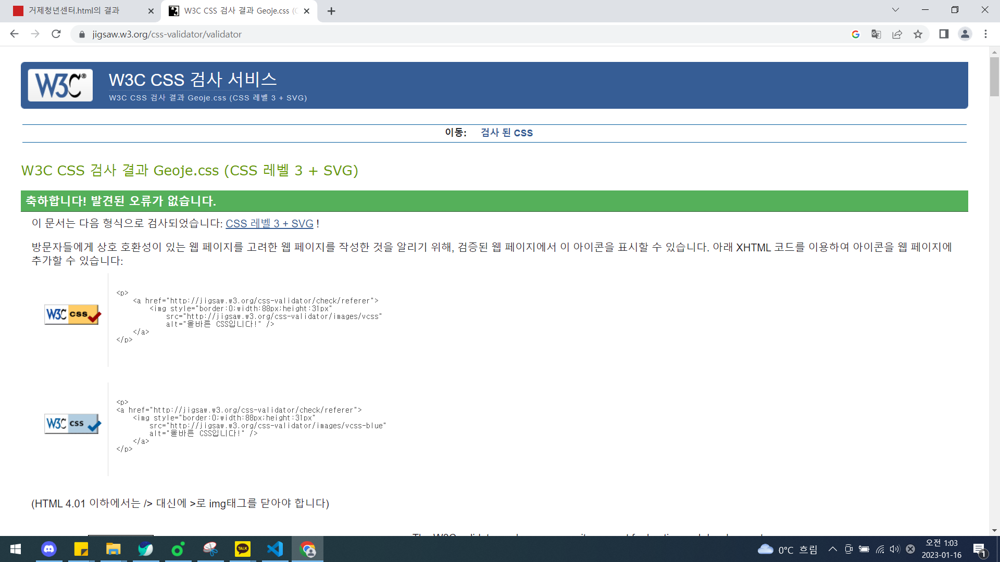 거제청년센터.html의 결과
W3C CSS 검사 결과 Geoje.css (C
jigsaw.w3.org/css-validator/validator
W3C®
W3C CSS 검사 서비스
W3C CSS 검사 결과 Geoje.css (CSS 레벨 3 + SVG)
이동: 검사 된 CSS
W3C CSS 검사 결과 Geoje.css (CSS 레벨 3 + SVG)
축하합니다! 발견된 오류가 없습니다.
이 문서는 다음 형식으로 검사되었습니다: CSS 레벨 3 + SVG !
방문자들에게 상호 호환성이 있는 웹 페이지를 고려한 웹 페이지를 작성한 것을 알리기 위해, 검증된 웹 페이지에서 이 아이콘을 표시할 수 있습니다. 아래 XHTML 코드를 이용하여 아이콘을 웹 페이지에
추가할 수 있습니다:
W3C css
<p>
<a href="http://jigsaw.w3.org/css-validator/check/referer">
<img style="border:0;width:88px;height:31px"
src="http://jigsaw.w3.org/css-validator/images/vcss"
alt="올바른 CSS입니다!" />
</a>
</p>
W3C css
<p>
<a href="http://jigsaw.w3.org/css-validator/check/referer">
<img style="border:0;width:88px;height:31px"
src="http://jigsaw.w3.org/css-validator/images/vcss-blue"
alt="올바른 CSS입니다!" />
</a>
</p>
(HTML 4.01 이하에서는 /> 대신에 >로 img태그를 닫아야 합니다)
TALK
0°C 흐림
오전 1:03
2023-01-16
1